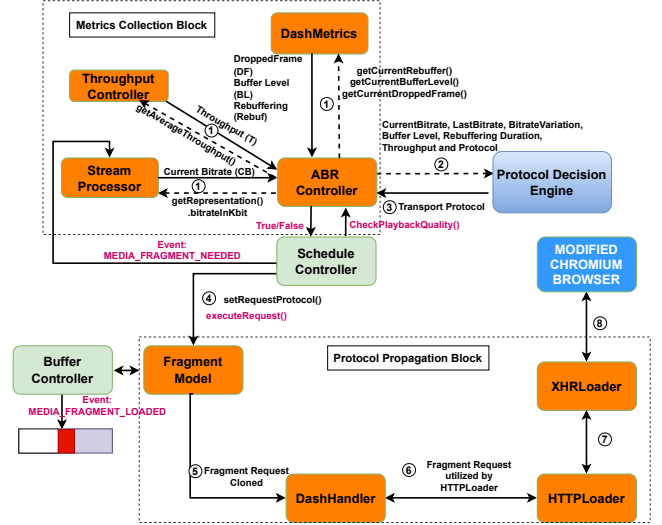 Metrics Collection Block
DashMetrics
DroppedFrame
(DF)
Buffer Level
(BL)
Rebuffering
(Rebuf)
1
getCurrentRebuffer()
getCurrentBufferLevel()
getCurrentDroppedFrame()
Throughput
Controller
Throughput (T)
1
getAverageThroughput()
CurrentBitrate, LastBitrate, BitrateVariation,
Buffer Level, Rebuffering Duration,
Throughput and Protocol
2
Stream
Processor
Current Bitrate (CB)
1
getRepresentation()
.bitrateInKbit
ABR
Controller
Protocol Decision
Engine
3 Transport Protocol
True/False
CheckPlaybackQuality()
Event:
MEDIA_FRAGMENT_NEEDED
Schedule
Controller
MODIFIED
CHROMIUM
BROWSER
4 setRequestProtocol()
executeRequest()
8
Buffer
Controller
Fragment
Model
Protocol Propagation Block
XHRLoader
Event:
MEDIA_FRAGMENT_LOADED
7
5 Fragment Request
Cloned
6 Fragment Request
utilized by
HTTPLoader
DashHandler
HTTPLoader